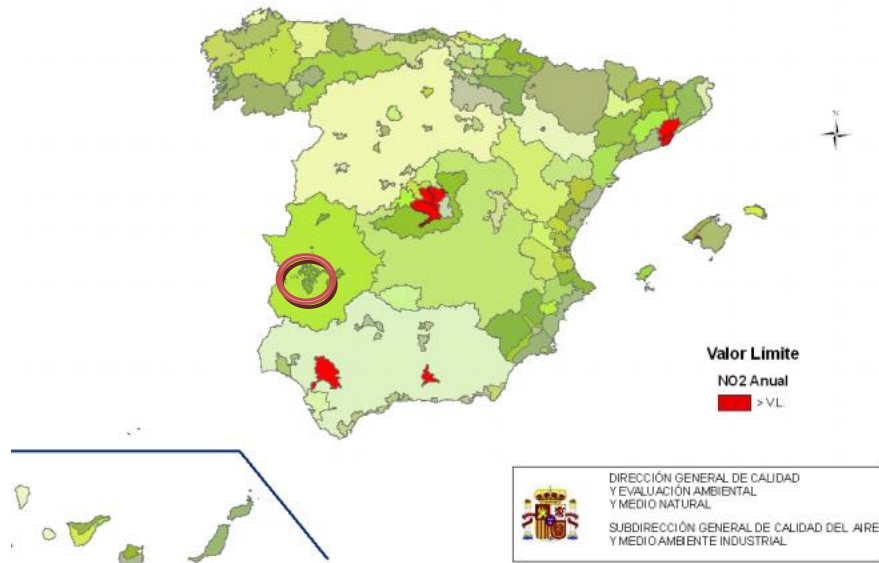 Valor Límite
NO2 Anual
> V.L.
DIRECCIÓN GENERAL DE CALIDAD
Y EVALUACIÓN AMBIENTAL
Y MEDIO NATURAL
SUBDIRECCIÓN GENERAL DE CALIDAD DEL AIRE
Y MEDIO AMBIENTE INDUSTRIAL